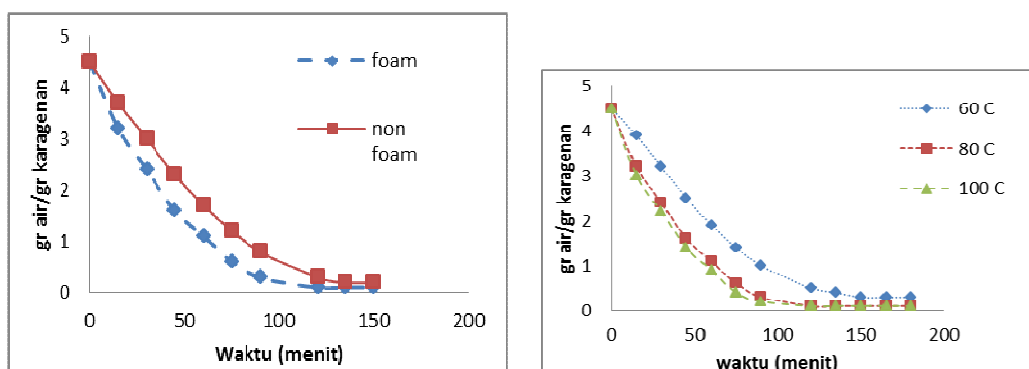 5
4
3
2
1
0
gr air/gr karagenan
0 50 100 150 200
Waktu (menit)
foam
non
foam
5
4
3
2
1
0
gr air/gr karagenan
0 50 100 150 200
waktu (menit)
60 C
80 C
100 C